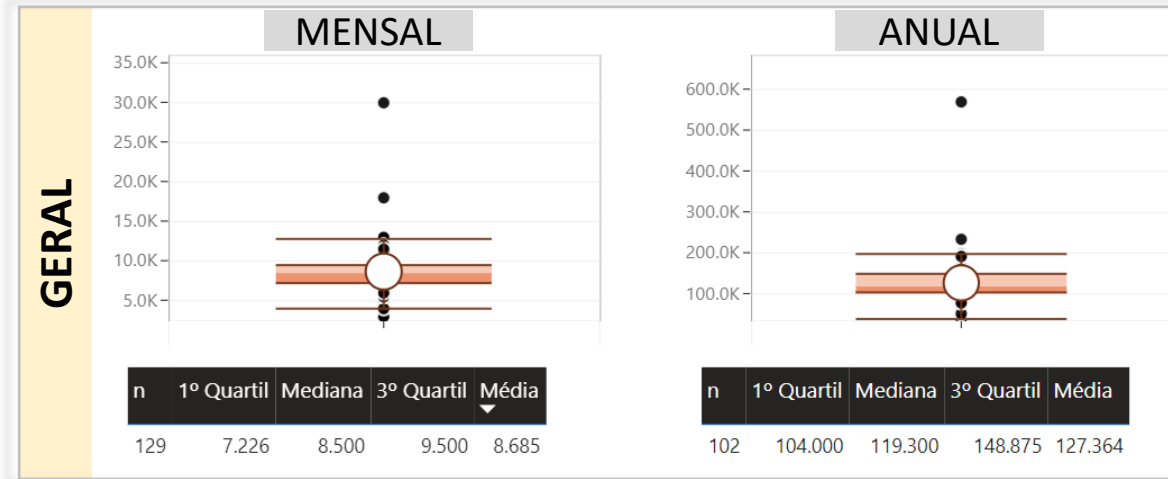 GERAL
MENSAL
35.0K
30.0K
25.0K
20.0K
15.0K
10.0K
5.0K
n 1º Quartil Mediana 3º Quartil Média
129 7.226 8.500 9.500 8.685
ANUAL
600.0K
500.0K
400.0K
300.0K
200.0K
100.0K
n 1º Quartil Mediana 3º Quartil Média
102 104.000 119.300 148.875 127.364